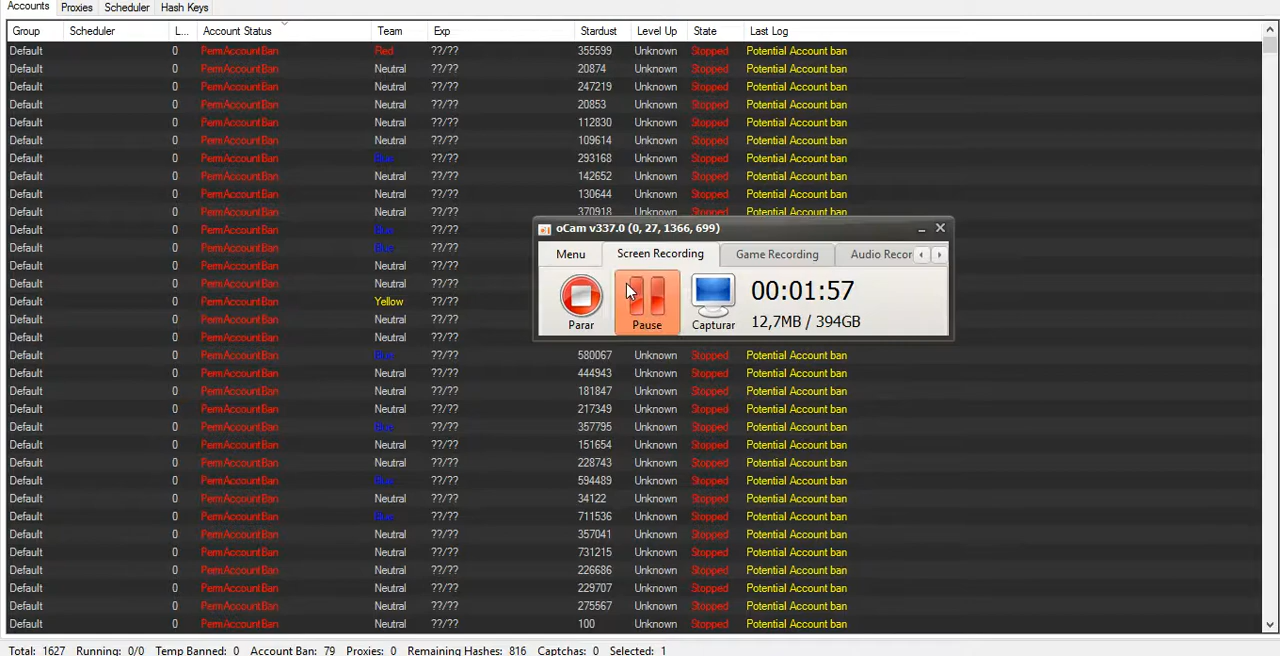 Accounts Proxies Scheduler Hash Keys
Group Scheduler L... Account Status Team Exp Stardust Level Up State Last Log
Default 0 PermAccountBan Red ??/?? 355599 Unknown Stopped Potential Account ban
Default 0 PermAccountBan Neutral ??/?? 20874 Unknown Stopped Potential Account ban
Default 0 PermAccountBan Neutral ??/?? 247219 Unknown Stopped Potential Account ban
Default 0 PermAccountBan Neutral ??/?? 20853 Unknown Stopped Potential Account ban
Default 0 PermAccountBan Neutral ??/?? 112830 Unknown Stopped Potential Account ban
Default 0 PermAccountBan Neutral ??/?? 109614 Unknown Stopped Potential Account ban
Default 0 PermAccountBan Blue ??/?? 293168 Unknown Stopped Potential Account ban
Default 0 PermAccountBan Neutral ??/?? 142652 Unknown Stopped Potential Account ban
Default 0 PermAccountBan Neutral ??/?? 130644 Unknown Stopped Potential Account ban
Default 0 PermAccountBan Neutral ??/?? 370918 Unknown Stopped Potential Account ban
Default 0 PermAccountBan Blue ??/??
Default 0 PermAccountBan Blue ??/??
Default 0 PermAccountBan Neutral ??/??
Default 0 PermAccountBan Neutral ??/??
Default 0 PermAccountBan Yellow ??/??
Default 0 PermAccountBan Neutral ??/??
Default 0 PermAccountBan Neutral ??/??
oCam v337.0 (0, 27, 1366, 699)
Menu Screen Recording Game Recording Audio Recor
00:01:57
Parar Pause Capturar 12,7MB / 394GB
Default 0 PermAccountBan Blue ??/?? 580067 Unknown Stopped Potential Account ban
Default 0 PermAccountBan Neutral ??/?? 444943 Unknown Stopped Potential Account ban
Default 0 PermAccountBan Neutral ??/?? 181847 Unknown Stopped Potential Account ban
Default 0 PermAccountBan Neutral ??/?? 217349 Unknown Stopped Potential Account ban
Default 0 PermAccountBan Blue ??/?? 357795 Unknown Stopped Potential Account ban
Default 0 PermAccountBan Neutral ??/?? 151654 Unknown Stopped Potential Account ban
Default 0 PermAccountBan Neutral ??/?? 228743 Unknown Stopped Potential Account ban
Default 0 PermAccountBan Blue ??/?? 594489 Unknown Stopped Potential Account ban
Default 0 PermAccountBan Neutral ??/?? 34122 Unknown Stopped Potential Account ban
Default 0 PermAccountBan Blue ??/?? 711536 Unknown Stopped Potential Account ban
Default 0 PermAccountBan Neutral ??/?? 357041 Unknown Stopped Potential Account ban
Default 0 PermAccountBan Neutral ??/?? 731215 Unknown Stopped Potential Account ban
Default 0 PermAccountBan Neutral ??/?? 226686 Unknown Stopped Potential Account ban
Default 0 PermAccountBan Neutral ??/?? 229707 Unknown Stopped Potential Account ban
Default 0 PermAccountBan Neutral ??/?? 275567 Unknown Stopped Potential Account ban
Default 0 PermAccountBan Neutral ??/?? 100 Unknown Stopped Potential Account ban
Total: 1627 Running: 0/0 Temp Banned: 0 Account Ban: 79 Proxies: 0 Remaining Hashes: 816 Captchas: 0 Selected: 1